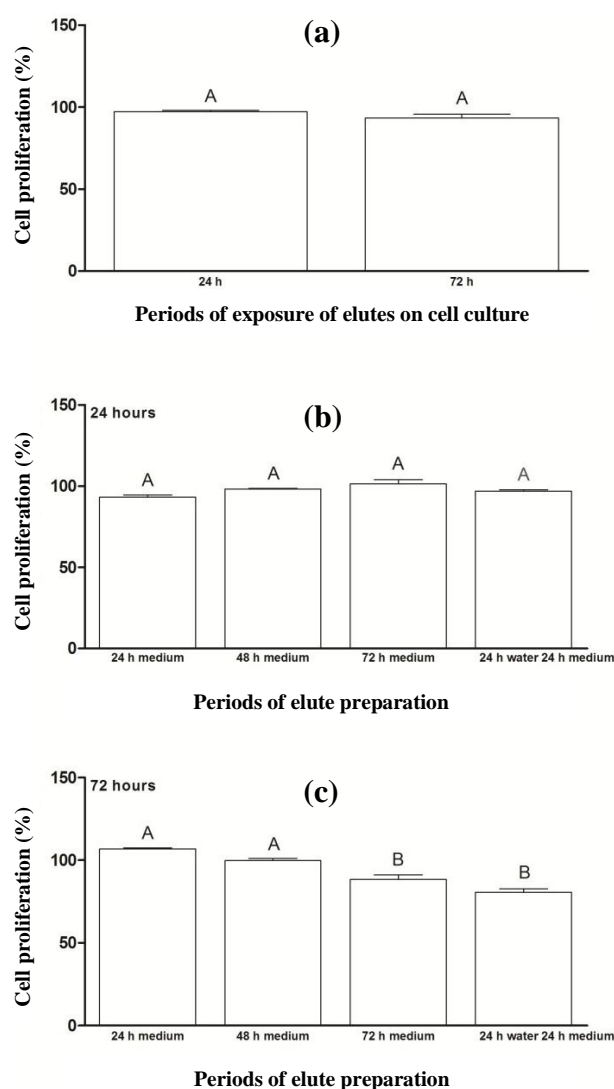 (a)
150
100
50
0
Cell proliferation (%)
A A
24 h 72 h
Periods of exposure of elutes on cell culture
(b)
24 hours
150
100
50
0
Cell proliferation (%)
A A A A
24 h medium 48 h medium 72 h medium 24 h water 24 h medium
Periods of elute preparation
(c)
72 hours
150
100
50
0
Cell proliferation (%)
A A B B
24 h medium 48 h medium 72 h medium 24 h water 24 h medium
Periods of elute preparation